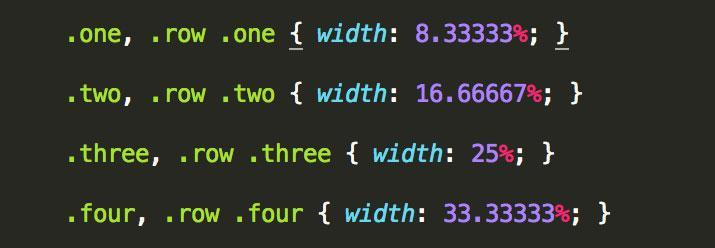 .one, .row .one { width: 8.33333%; }
.two, .row .two { width: 16.66667%; }
.three, .row .three { width: 25%; }
.four, .row .four { width: 33.33333%; }